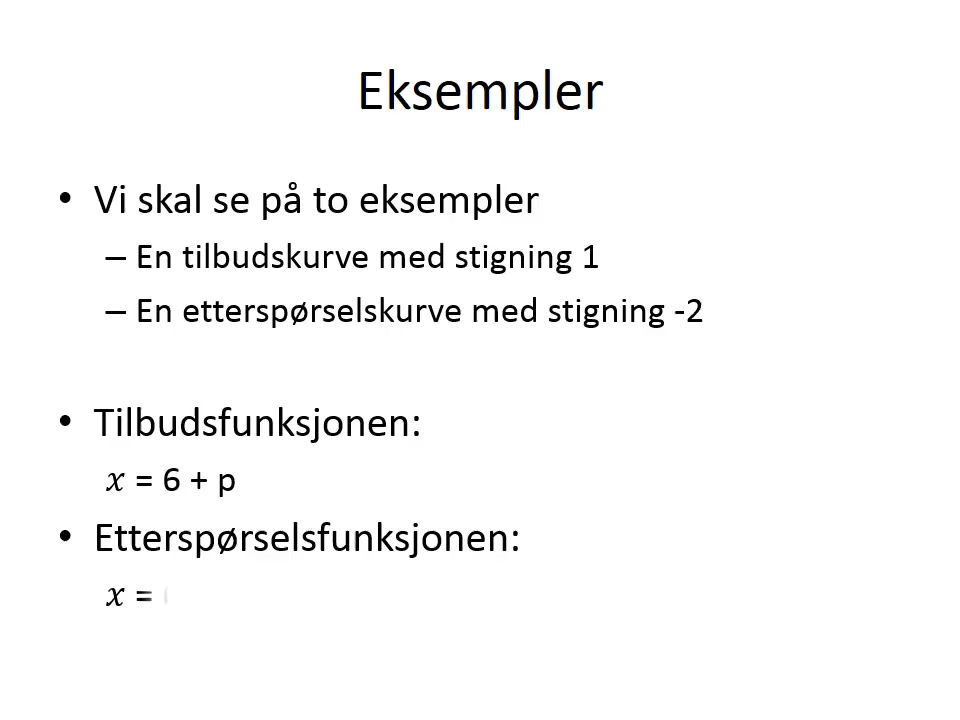 Eksempler
• Vi skal se på to eksempler
– En tilbudskurve med stigning 1
– En etterspørselskurve med stigning -2
• Tilbudsfunksjonen:
𝑥 = 6 + p
• Etterspørselsfunksjonen:
𝑥 =